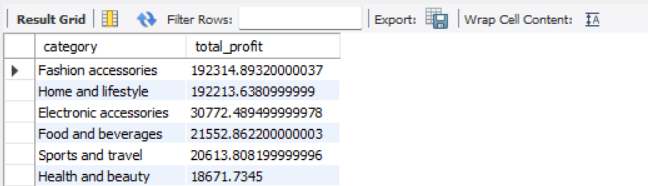 Result Grid Filter Rows: Export: Wrap Cell Content:
category total_profit
Fashion accessories 192314.89320000037
Home and lifestyle 192213.6380999999
Electronic accessories 30772.489499999978
Food and beverages 21552.862200000003
Sports and travel 20613.808199999996
Health and beauty 18671.7345